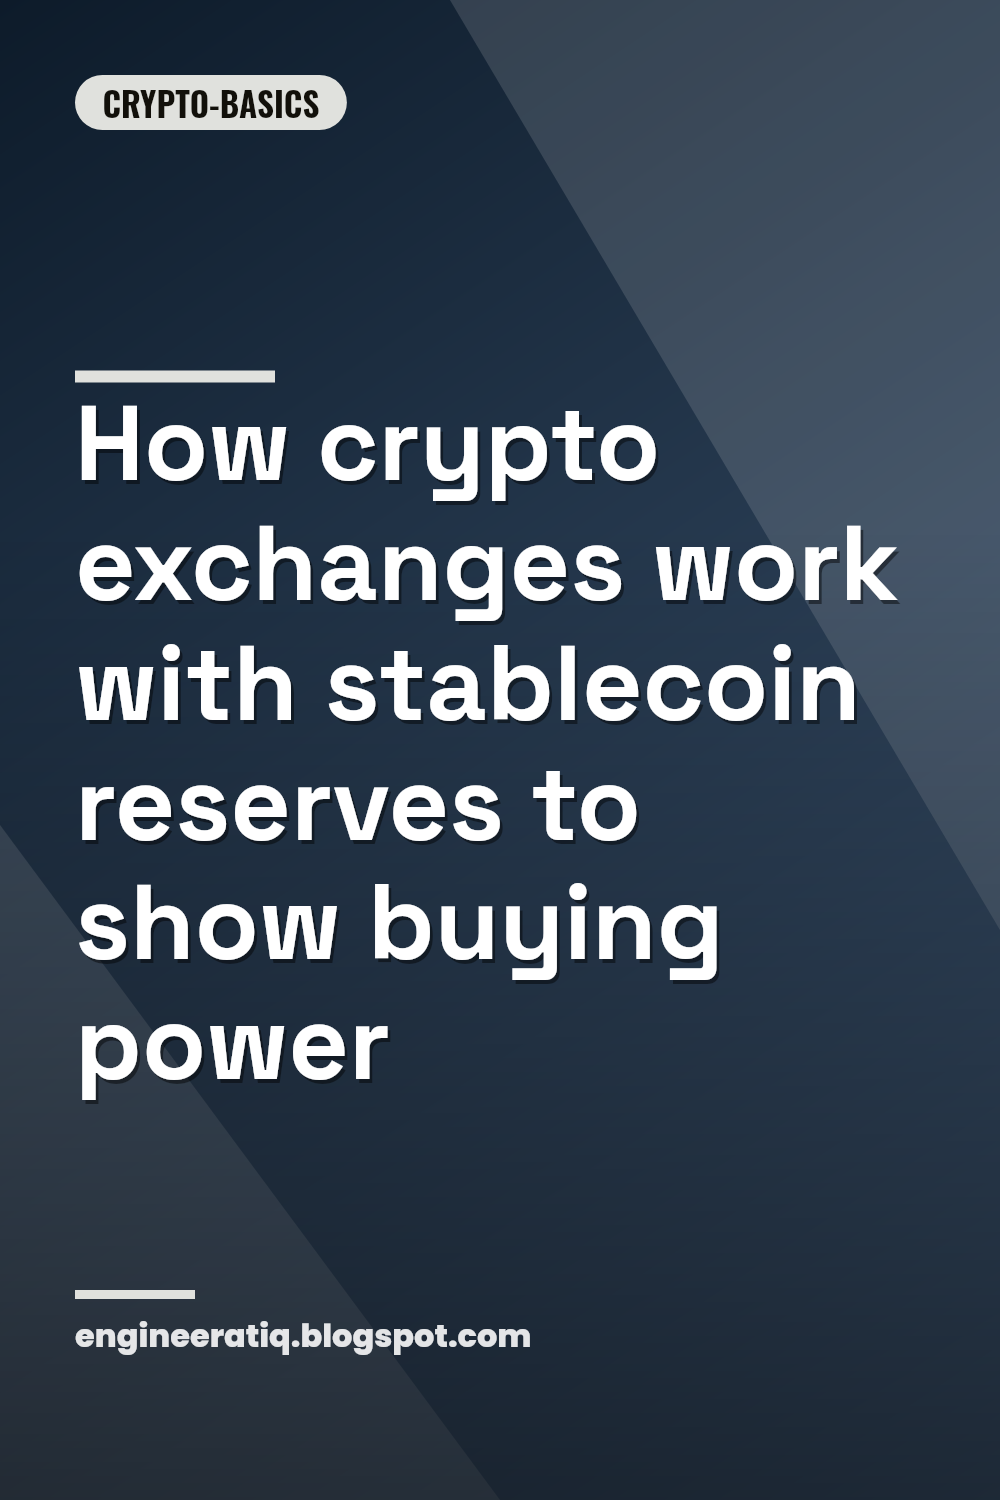 CRYPTO-BASICS
How crypto
exchanges work
with stablecoin
reserves to
show buying
power
engineeratiq.blogspot.com